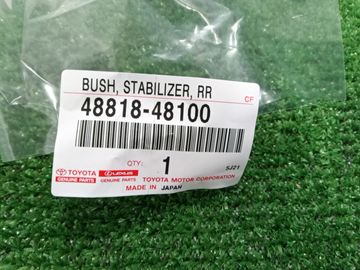 BUSH, STABILIZER, RR
CF
48818-48100
QTY: 1
5J21
TOYOTA LEXUS
GENUINE PARTS GENUINE PARTS TOYOTA MOTOR CORPORATION
MADE IN JAPAN